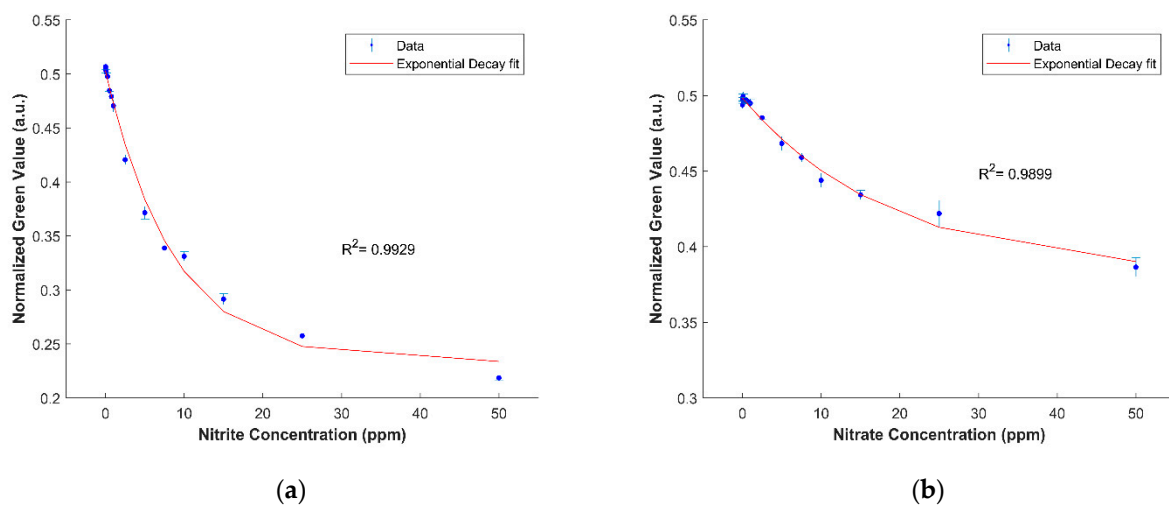 0.55
0.5
0.45
0.4
0.35
0.3
0.25
0.2
Normalized Green Value (a.u.)
Data
Exponential Decay fit
R²= 0.9929
0 10 20 30 40 50
Nitrite Concentration (ppm)
(a)
0.55
0.5
0.45
0.4
0.35
0.3
Normalized Green Value (a.u.)
Data
Exponential Decay fit
R²= 0.9899
0 10 20 30 40 50
Nitrate Concentration (ppm)
(b)